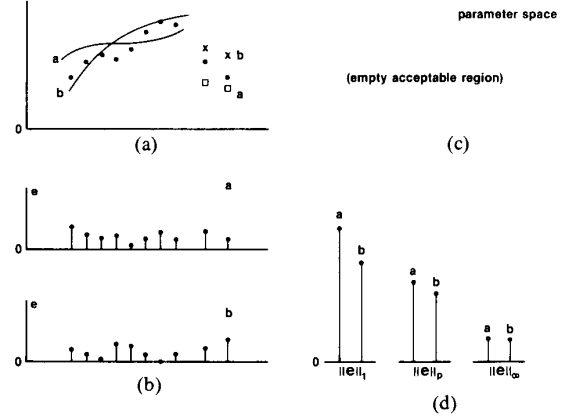 parameter space
x
x b
a
(empty acceptable region)
b
a
0
(a)
(c)
e
a
0
a
b
e
b
a
b
a b
0
0
||e||₁
||e||ₚ
||e||∞
(b)
(d)